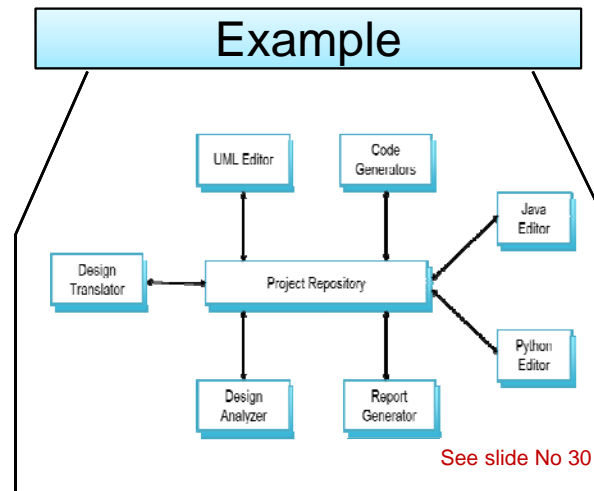 Example
UML Editor
Code
Generators
Java
Editor
Design
Translator
Project Repository
Python
Editor
Design
Analyzer
Report
Generator
See slide No 30